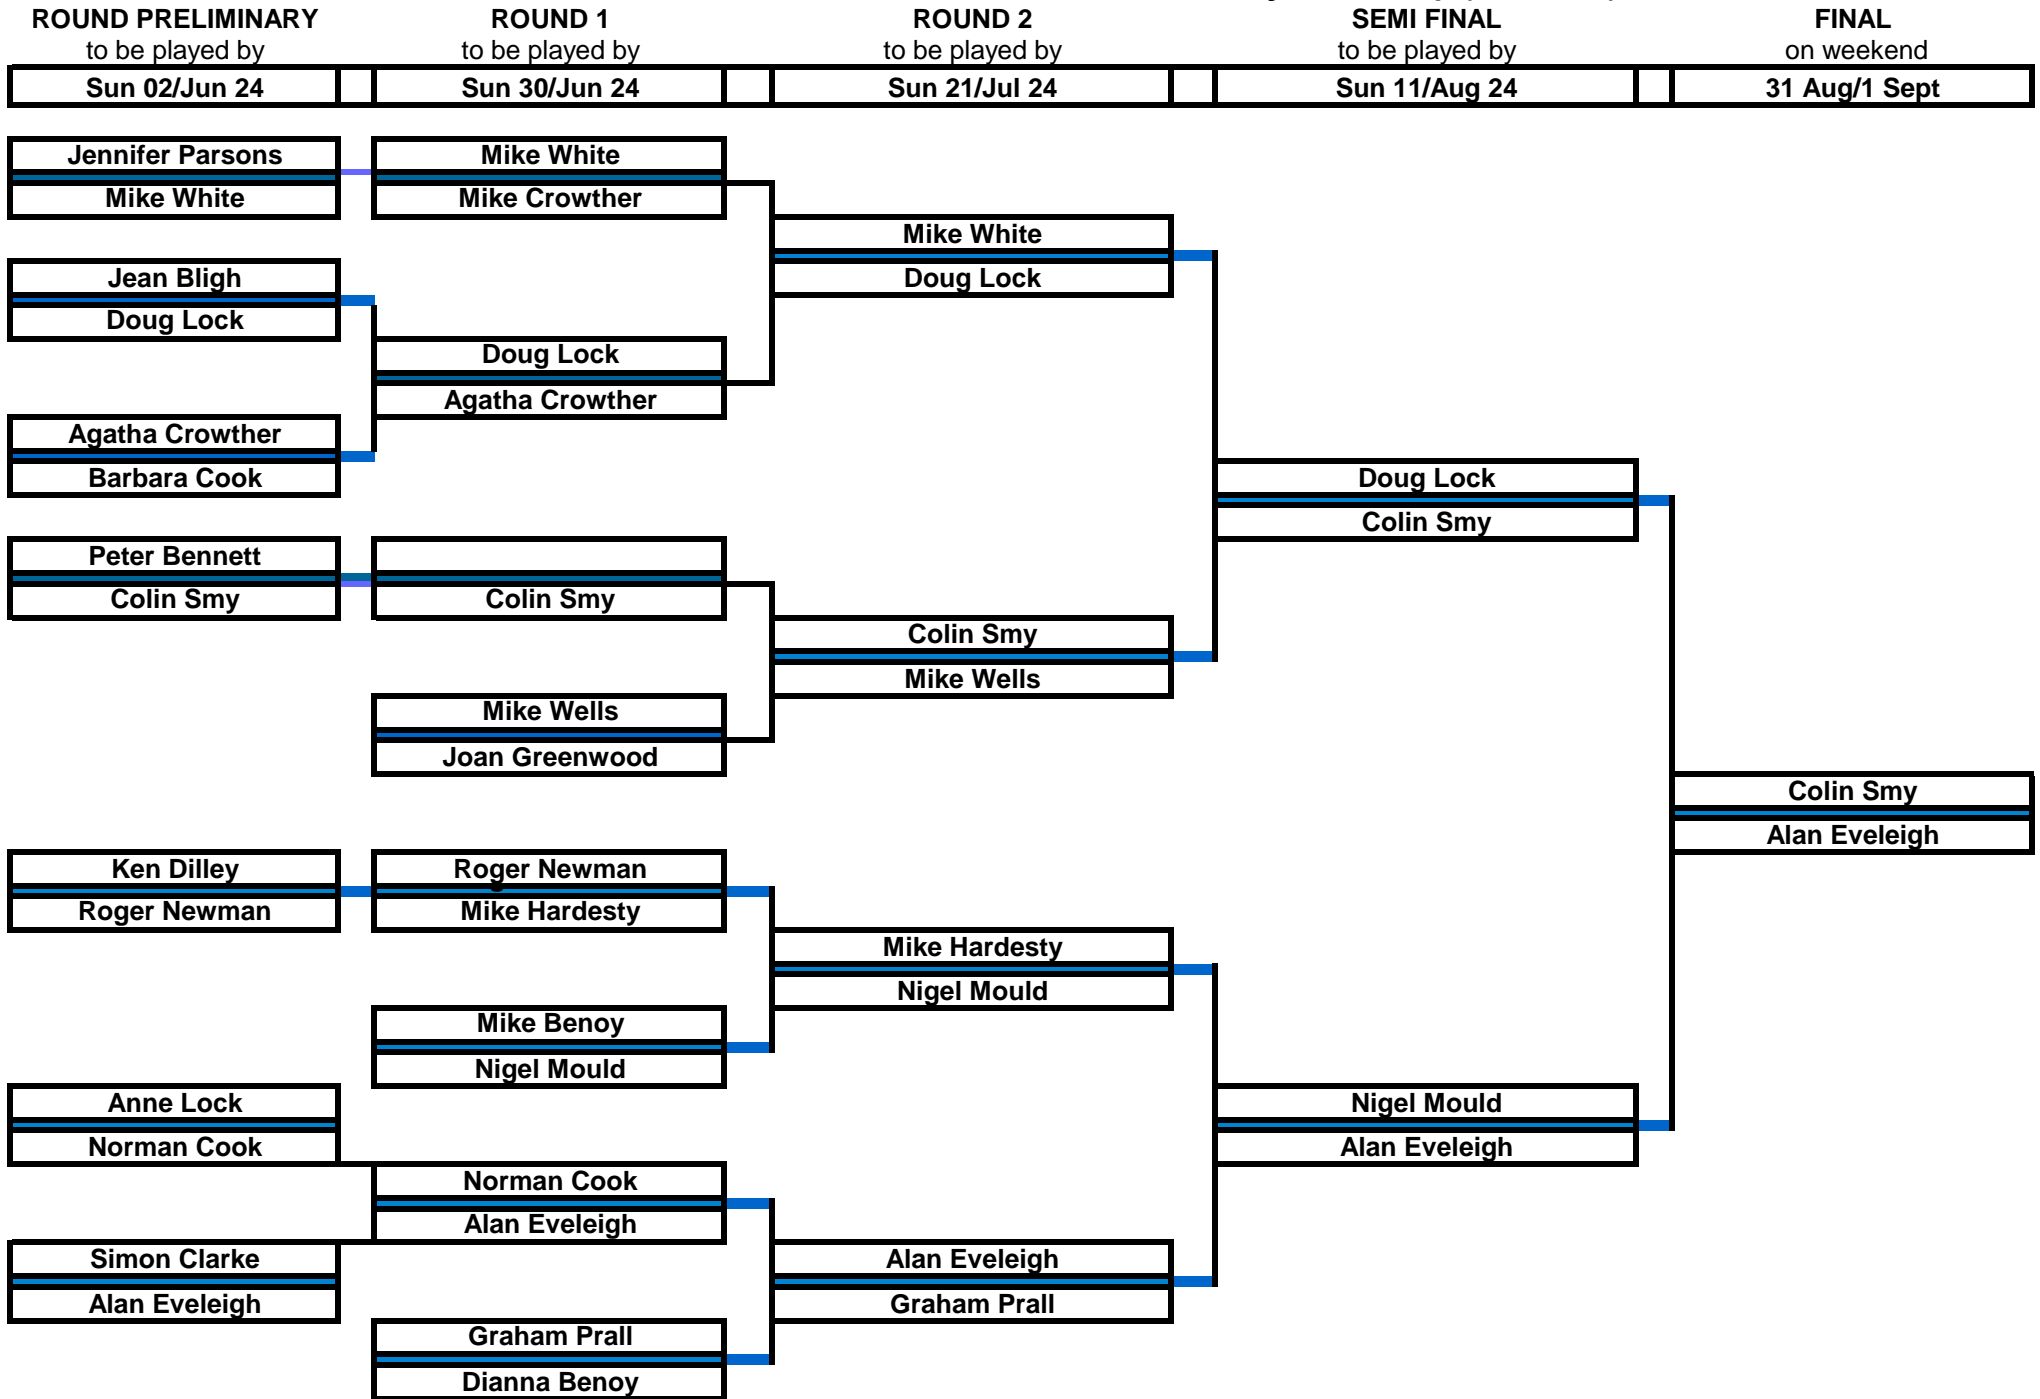 ROUND PRELIMINARY
to be played by
Sun 02/Jun 24
ROUND 1
to be played by
Sun 30/Jun 24
ROUND 2
to be played by
Sun 21/Jul 24
SEMI FINAL
to be played by
Sun 11/Aug 24
FINAL
on weekend
31 Aug/1 Sept
Jennifer Parsons
Mike White
Jean Bligh
Doug Lock
Agatha Crowther
Barbara Cook
Peter Bennett
Colin Smy
Ken Dilley
Roger Newman
Anne Lock
Norman Cook
Simon Clarke
Alan Eveleigh
Mike White
Mike Crowther
Doug Lock
Agatha Crowther
Colin Smy
Mike Wells
Joan Greenwood
Roger Newman
Mike Hardesty
Mike Benoy
Nigel Mould
Norman Cook
Alan Eveleigh
Graham Prall
Dianna Benoy
Mike White
Doug Lock
Colin Smy
Mike Wells
Mike Hardesty
Nigel Mould
Alan Eveleigh
Graham Prall
Doug Lock
Colin Smy
Nigel Mould
Alan Eveleigh
Colin Smy
Alan Eveleigh